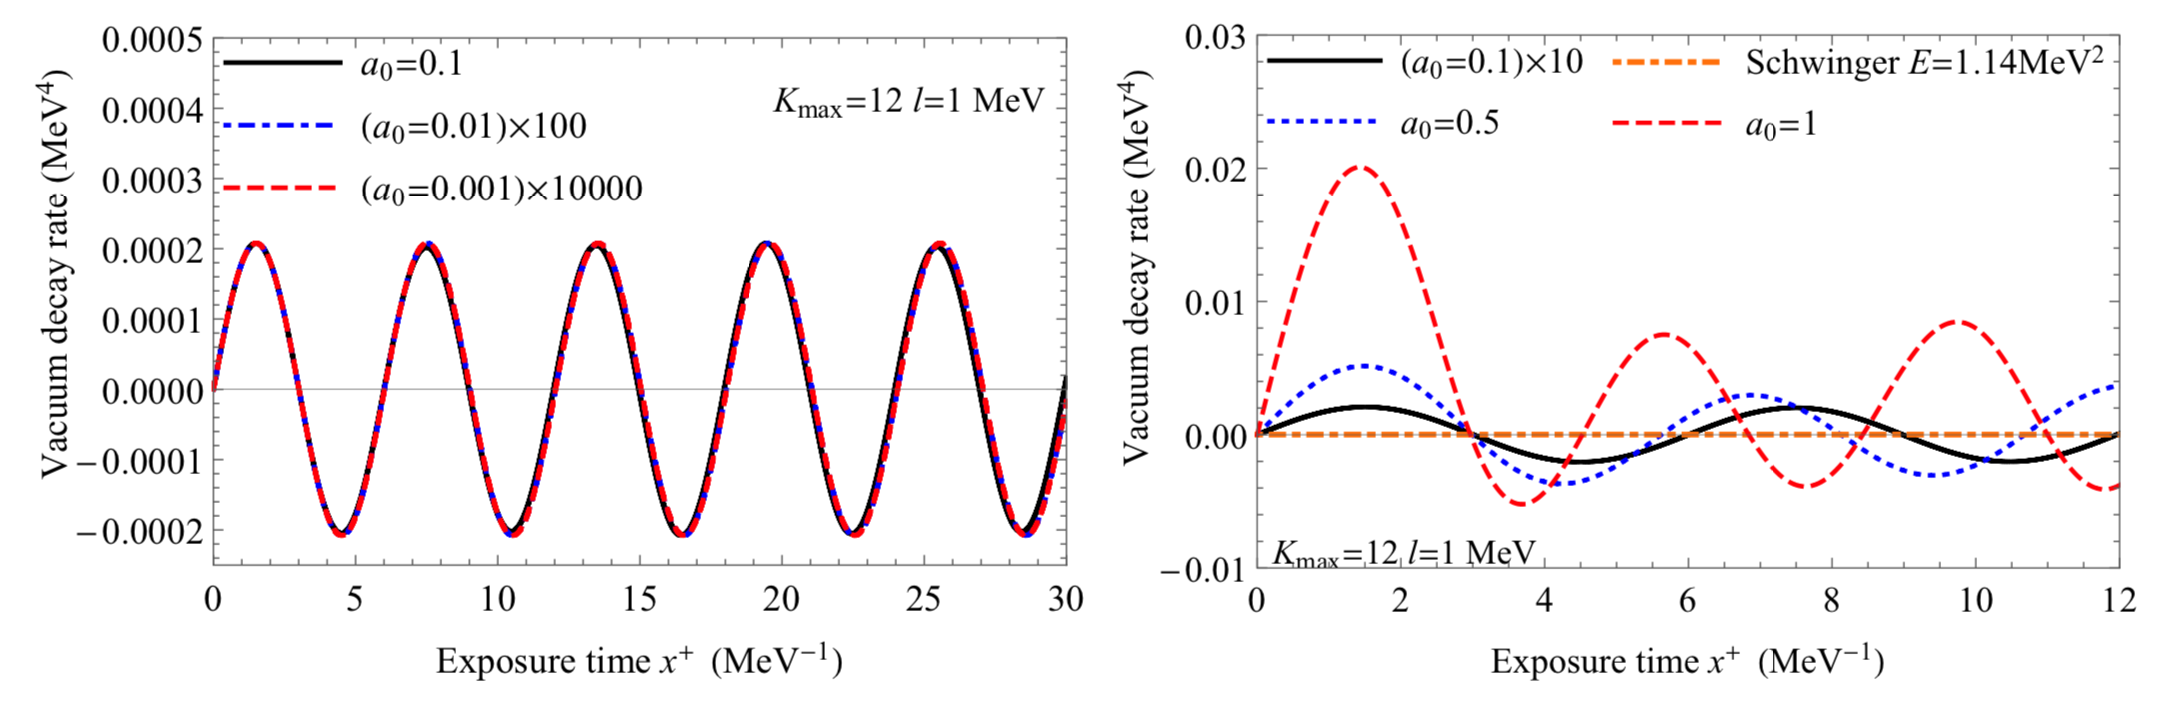 Vacuum decay rate (MeV⁴)
0.0005
0.0004
0.0003
0.0002
0.0001
0.0000
−0.0001
−0.0002
a₀=0.1
(a₀=0.01)×100
(a₀=0.001)×10000
Kmax=12 l=1 MeV
0 5 10 15 20 25 30
Exposure time x⁺ (MeV⁻¹)
Vacuum decay rate (MeV⁴)
0.03
0.02
0.01
0.00
−0.01
(a₀=0.1)×10 Schwinger E=1.14MeV²
a₀=0.5 a₀=1
Kmax=12 l=1 MeV
0 2 4 6 8 10 12
Exposure time x⁺ (MeV⁻¹)